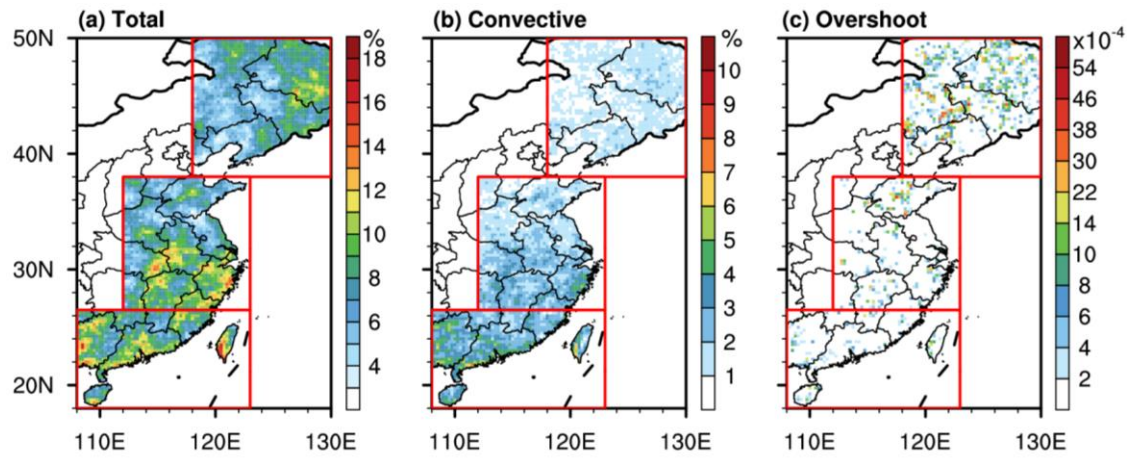 (a) Total (b) Convective (c) Overshoot
50N % % x10-4
18 10 54
16 9 46
40N 14 8 38
12 7 30
10 6 22
30N 8 5 14
6 4 10
4 3 8
20N 2 6
1 4
2
110E 120E 130E 110E 120E 130E 110E 120E 130E